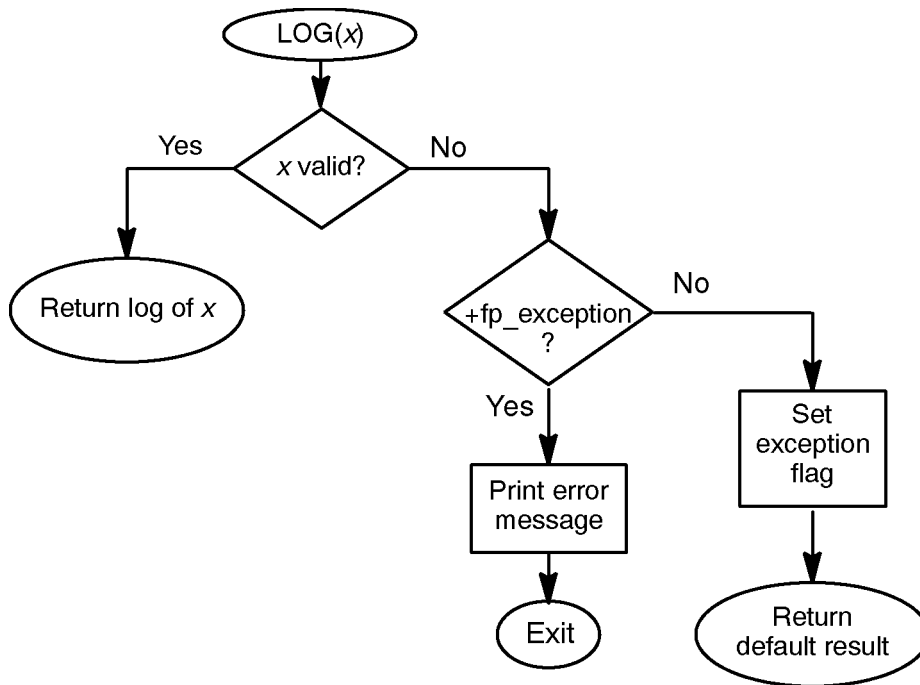 LOG(x)
Yes
No
x valid?
Return log of x
No
+fp_exception
?
Yes
Set
exception
flag
Print error
message
Exit
Return
default result